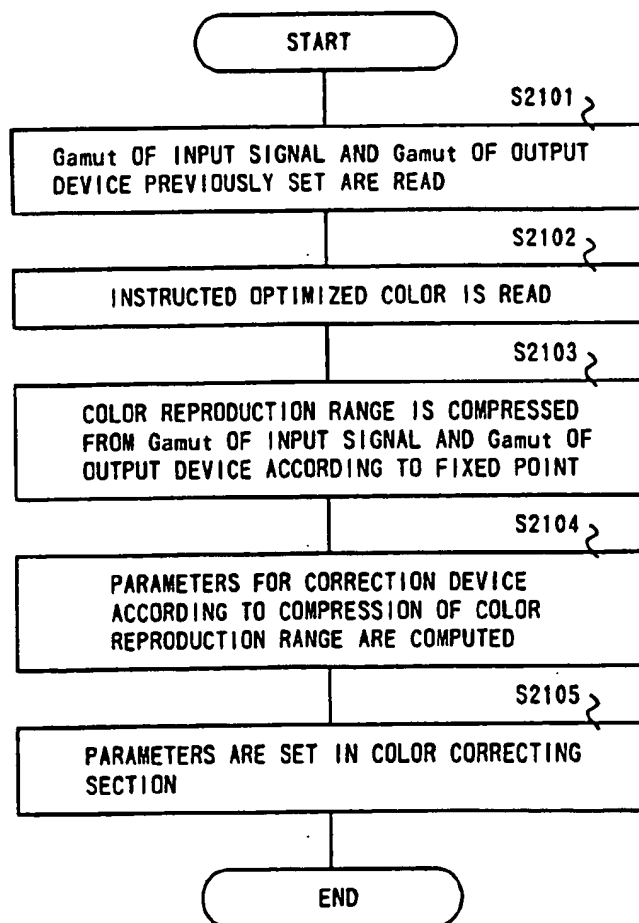 START
S2101
Gamut OF INPUT SIGNAL AND Gamut OF OUTPUT
DEVICE PREVIOUSLY SET ARE READ
S2102
INSTRUCTED OPTIMIZED COLOR IS READ
S2103
COLOR REPRODUCTION RANGE IS COMPRESSED
FROM Gamut OF INPUT SIGNAL AND Gamut OF
OUTPUT DEVICE ACCORDING TO FIXED POINT
S2104
PARAMETERS FOR CORRECTION DEVICE
ACCORDING TO COMPRESSION OF COLOR
REPRODUCTION RANGE ARE COMPUTED
S2105
PARAMETERS ARE SET IN COLOR CORRECTING
SECTION
END